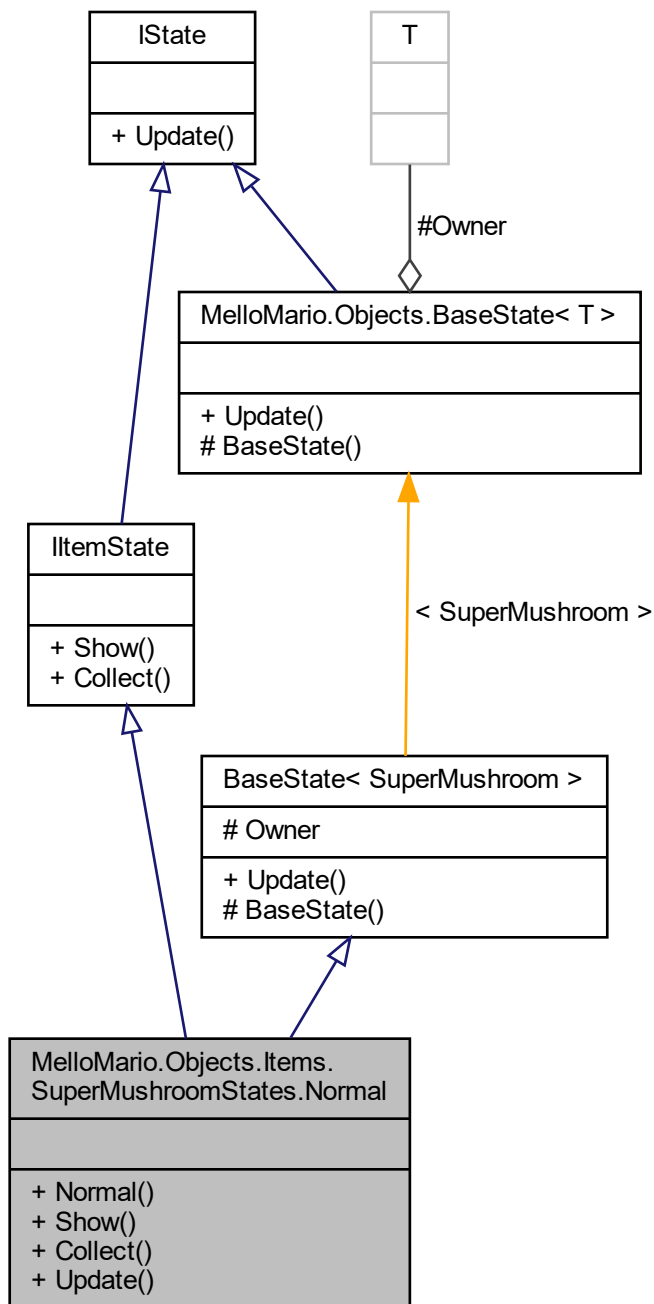 IState
+ Update()
T
#Owner
MelloMario.Objects.BaseState< T >
+ Update()
# BaseState()
IItemState
+ Show()
+ Collect()
< SuperMushroom >
BaseState< SuperMushroom >
# Owner
+ Update()
# BaseState()
MelloMario.Objects.Items.
SuperMushroomStates.Normal
+ Normal()
+ Show()
+ Collect()
+ Update()